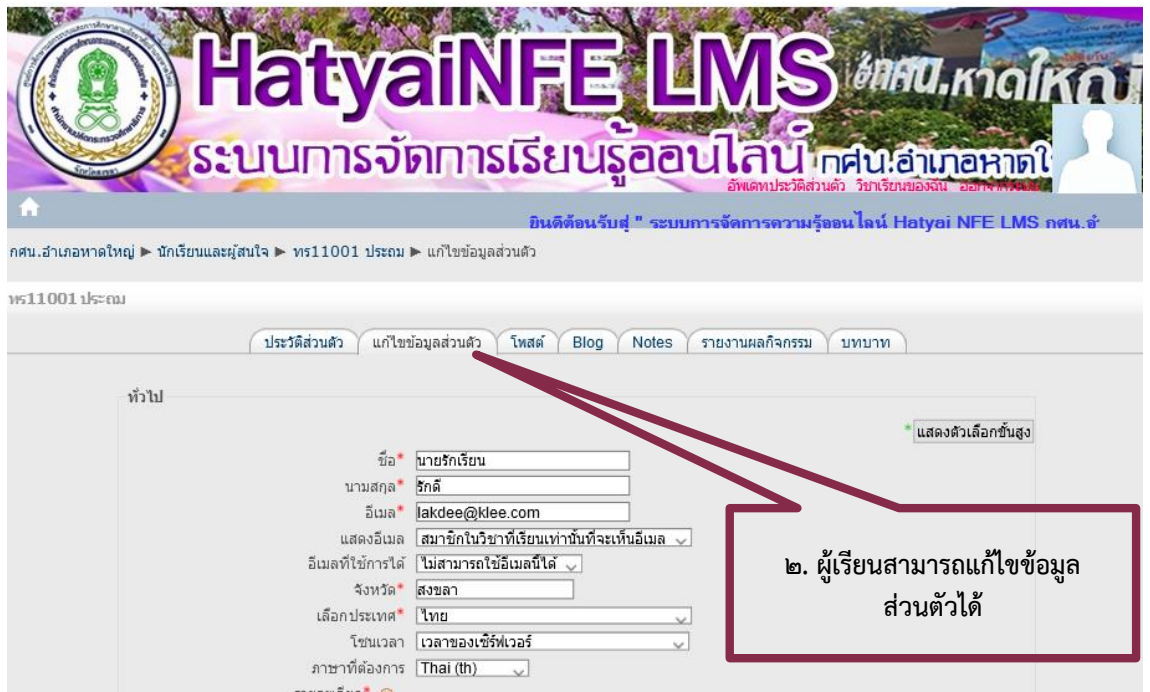 HatyaiNFE LMS
กศน.หาดใหญ่
ระบบการจัดการเรียนรู้ออนไลน์ กศน.อำเภอหาดใ
อัพเดทประวัติส่วนตัว วิชาเรียนของฉัน ออกจากระบบ
ยินดีต้อนรับสู่ " ระบบการจัดการความรู้ออนไลน์ Hatyai NFE LMS กศน.อำ
กศน.อำเภอหาดใหญ่ ► นักเรียนและผู้สนใจ ► ทร11001 ประถม ► แก้ไขข้อมูลส่วนตัว
ทร11001 ประถม
ประวัติส่วนตัว แก้ไขข้อมูลส่วนตัว โพสต์ Blog Notes รายงานผลกิจกรรม บทบาท
ทั่วไป
* แสดงตัวเลือกขั้นสูง
ชื่อ* นายรักเรียน
นามสกุล* รักดี
อีเมล* lakdee@klee.com
แสดงอีเมล สมาชิกในวิชาที่เรียนเท่านั้นที่จะเห็นอีเมล
อีเมลที่ใช้การได้ ไม่สามารถใช้อีเมลนี้ได้
จังหวัด* สงขลา
เลือกประเทศ* ไทย
โซนเวลา เวลาของเซิร์ฟเวอร์
ภาษาที่ต้องการ Thai (th)
๒. ผู้เรียนสามารถแก้ไขข้อมูล
ส่วนตัวได้